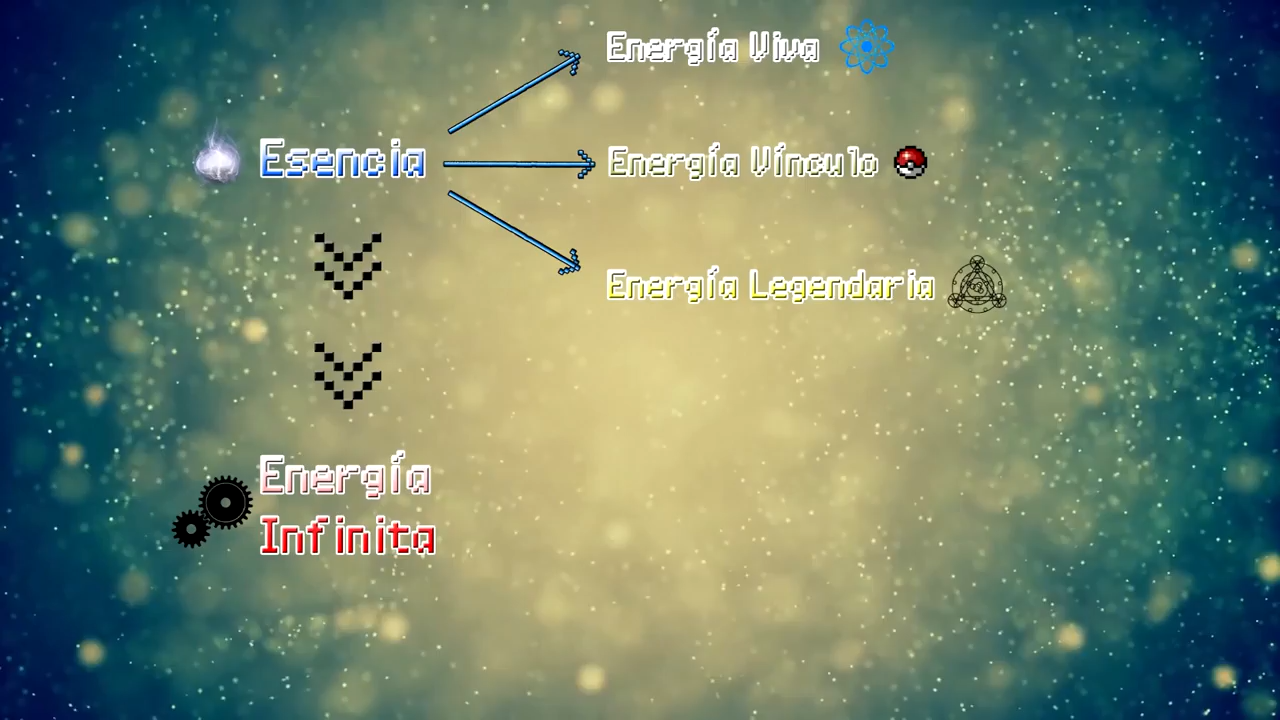 Energía Viva
Esencia
Energía Vínculo
Energía Legendaria
Energía
Infinita